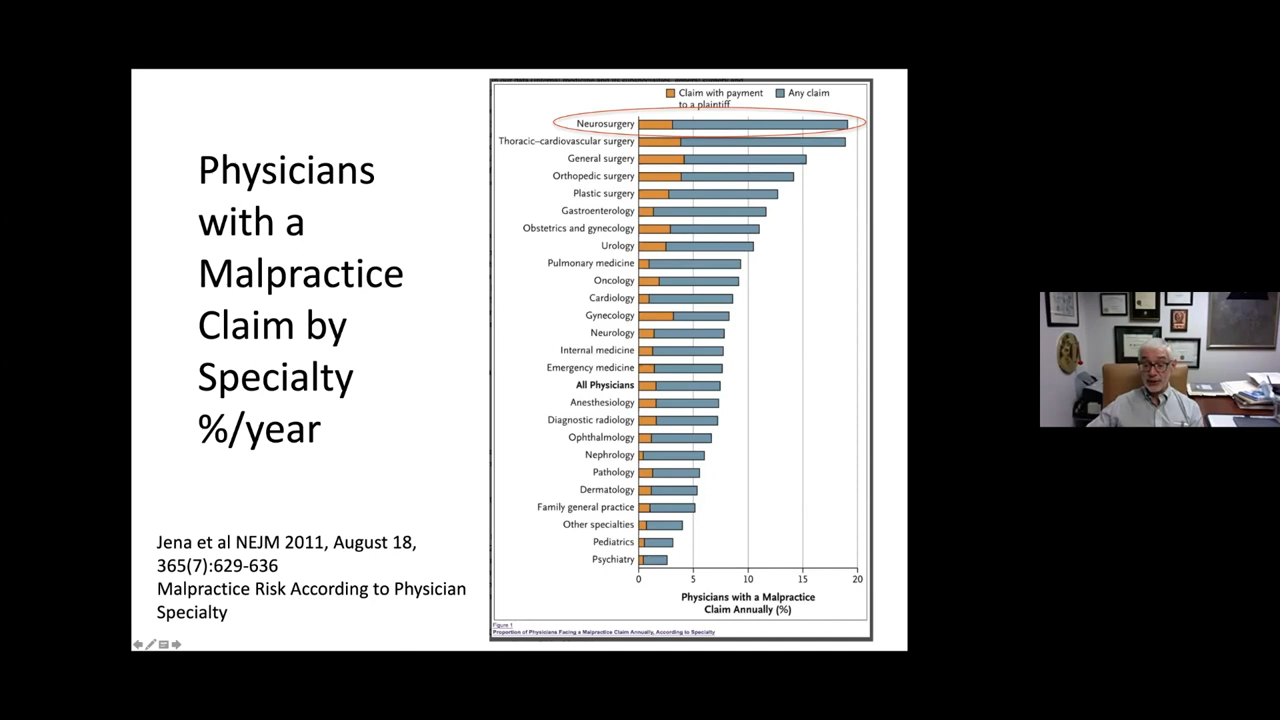 Physicians
with a
Malpractice
Claim by
Specialty
%/year
Jena et al NEJM 2011, August 18,
365(7):629-636
Malpractice Risk According to Physician
Specialty
Claim with payment
to a plaintiff
Any claim
Neurosurgery
Thoracic–cardiovascular surgery
General surgery
Orthopedic surgery
Plastic surgery
Gastroenterology
Obstetrics and gynecology
Urology
Pulmonary medicine
Oncology
Cardiology
Gynecology
Neurology
Internal medicine
Emergency medicine
All Physicians
Anesthesiology
Diagnostic radiology
Ophthalmology
Nephrology
Pathology
Dermatology
Family general practice
Other specialties
Pediatrics
Psychiatry
0 5 10 15 20
Physicians with a Malpractice
Claim Annually (%)
Figure 1
Proportion of Physicians Facing a Malpractice Claim Annually, According to Specialty